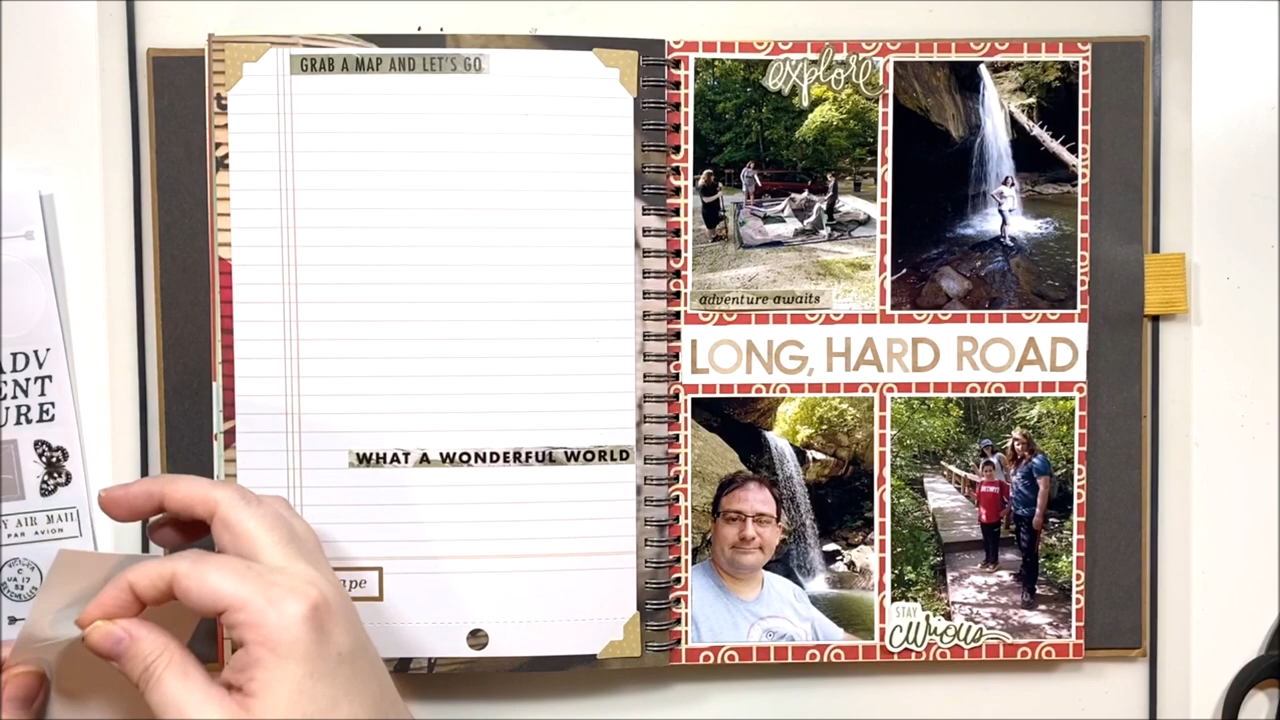 GRAB A MAP AND LET'S GO
WHAT A WONDERFUL WORLD
ape
explore
adventure awaits
LONG, HARD ROAD
STAY
curious
ADV
ENT
URE
Y AIR MAIL
PAR AVION